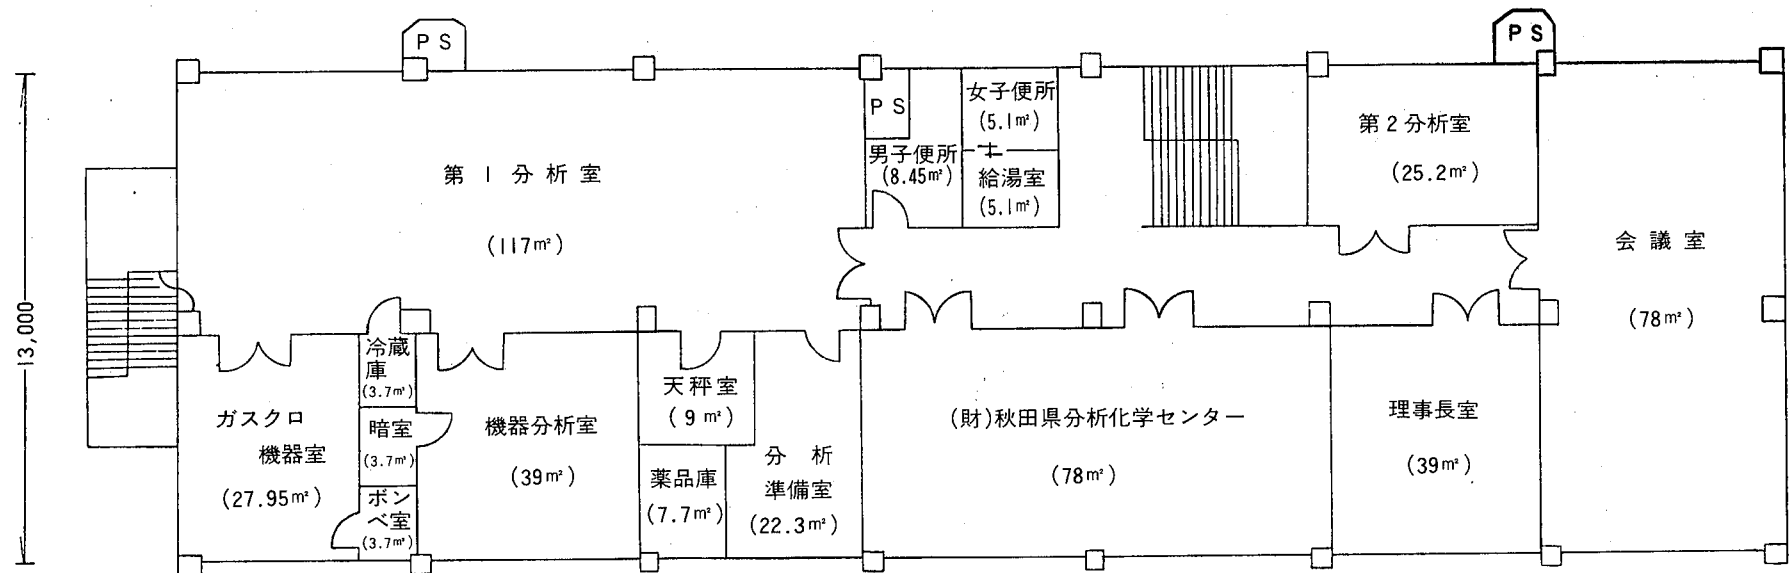 PS
PS
13,000
第1分析室
(117㎡)
PS
男子便所
(8.45㎡)
女子便所
(5.1㎡)
給湯室
(5.1㎡)
第2分析室
(25.2㎡)
会議室
(78㎡)
ガスクロ
機器室
(27.95㎡)
冷蔵
庫
(3.7㎡)
暗室
(3.7㎡)
ボン
ベ室
(3.7㎡)
機器分析室
(39㎡)
天秤室
(9㎡)
薬品庫
(7.7㎡)
分析
準備室
(22.3㎡)
(財)秋田県分析化学センター
(78㎡)
理事長室
(39㎡)